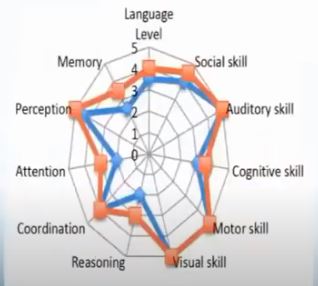 Language
Level
5
Memory
Social skill
4
3
Perception
Auditory skill
2
1
0
Attention
Cognitive skill
Coordination
Motor skill
Reasoning
Visual skill